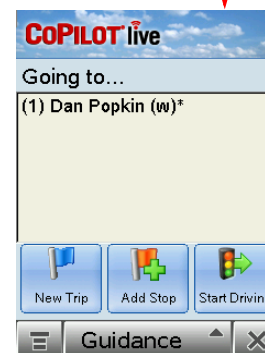 CoPilot live
Going to...
(1) Dan Popkin (w)*
New Trip
Add Stop
Start Drivin
Guidance